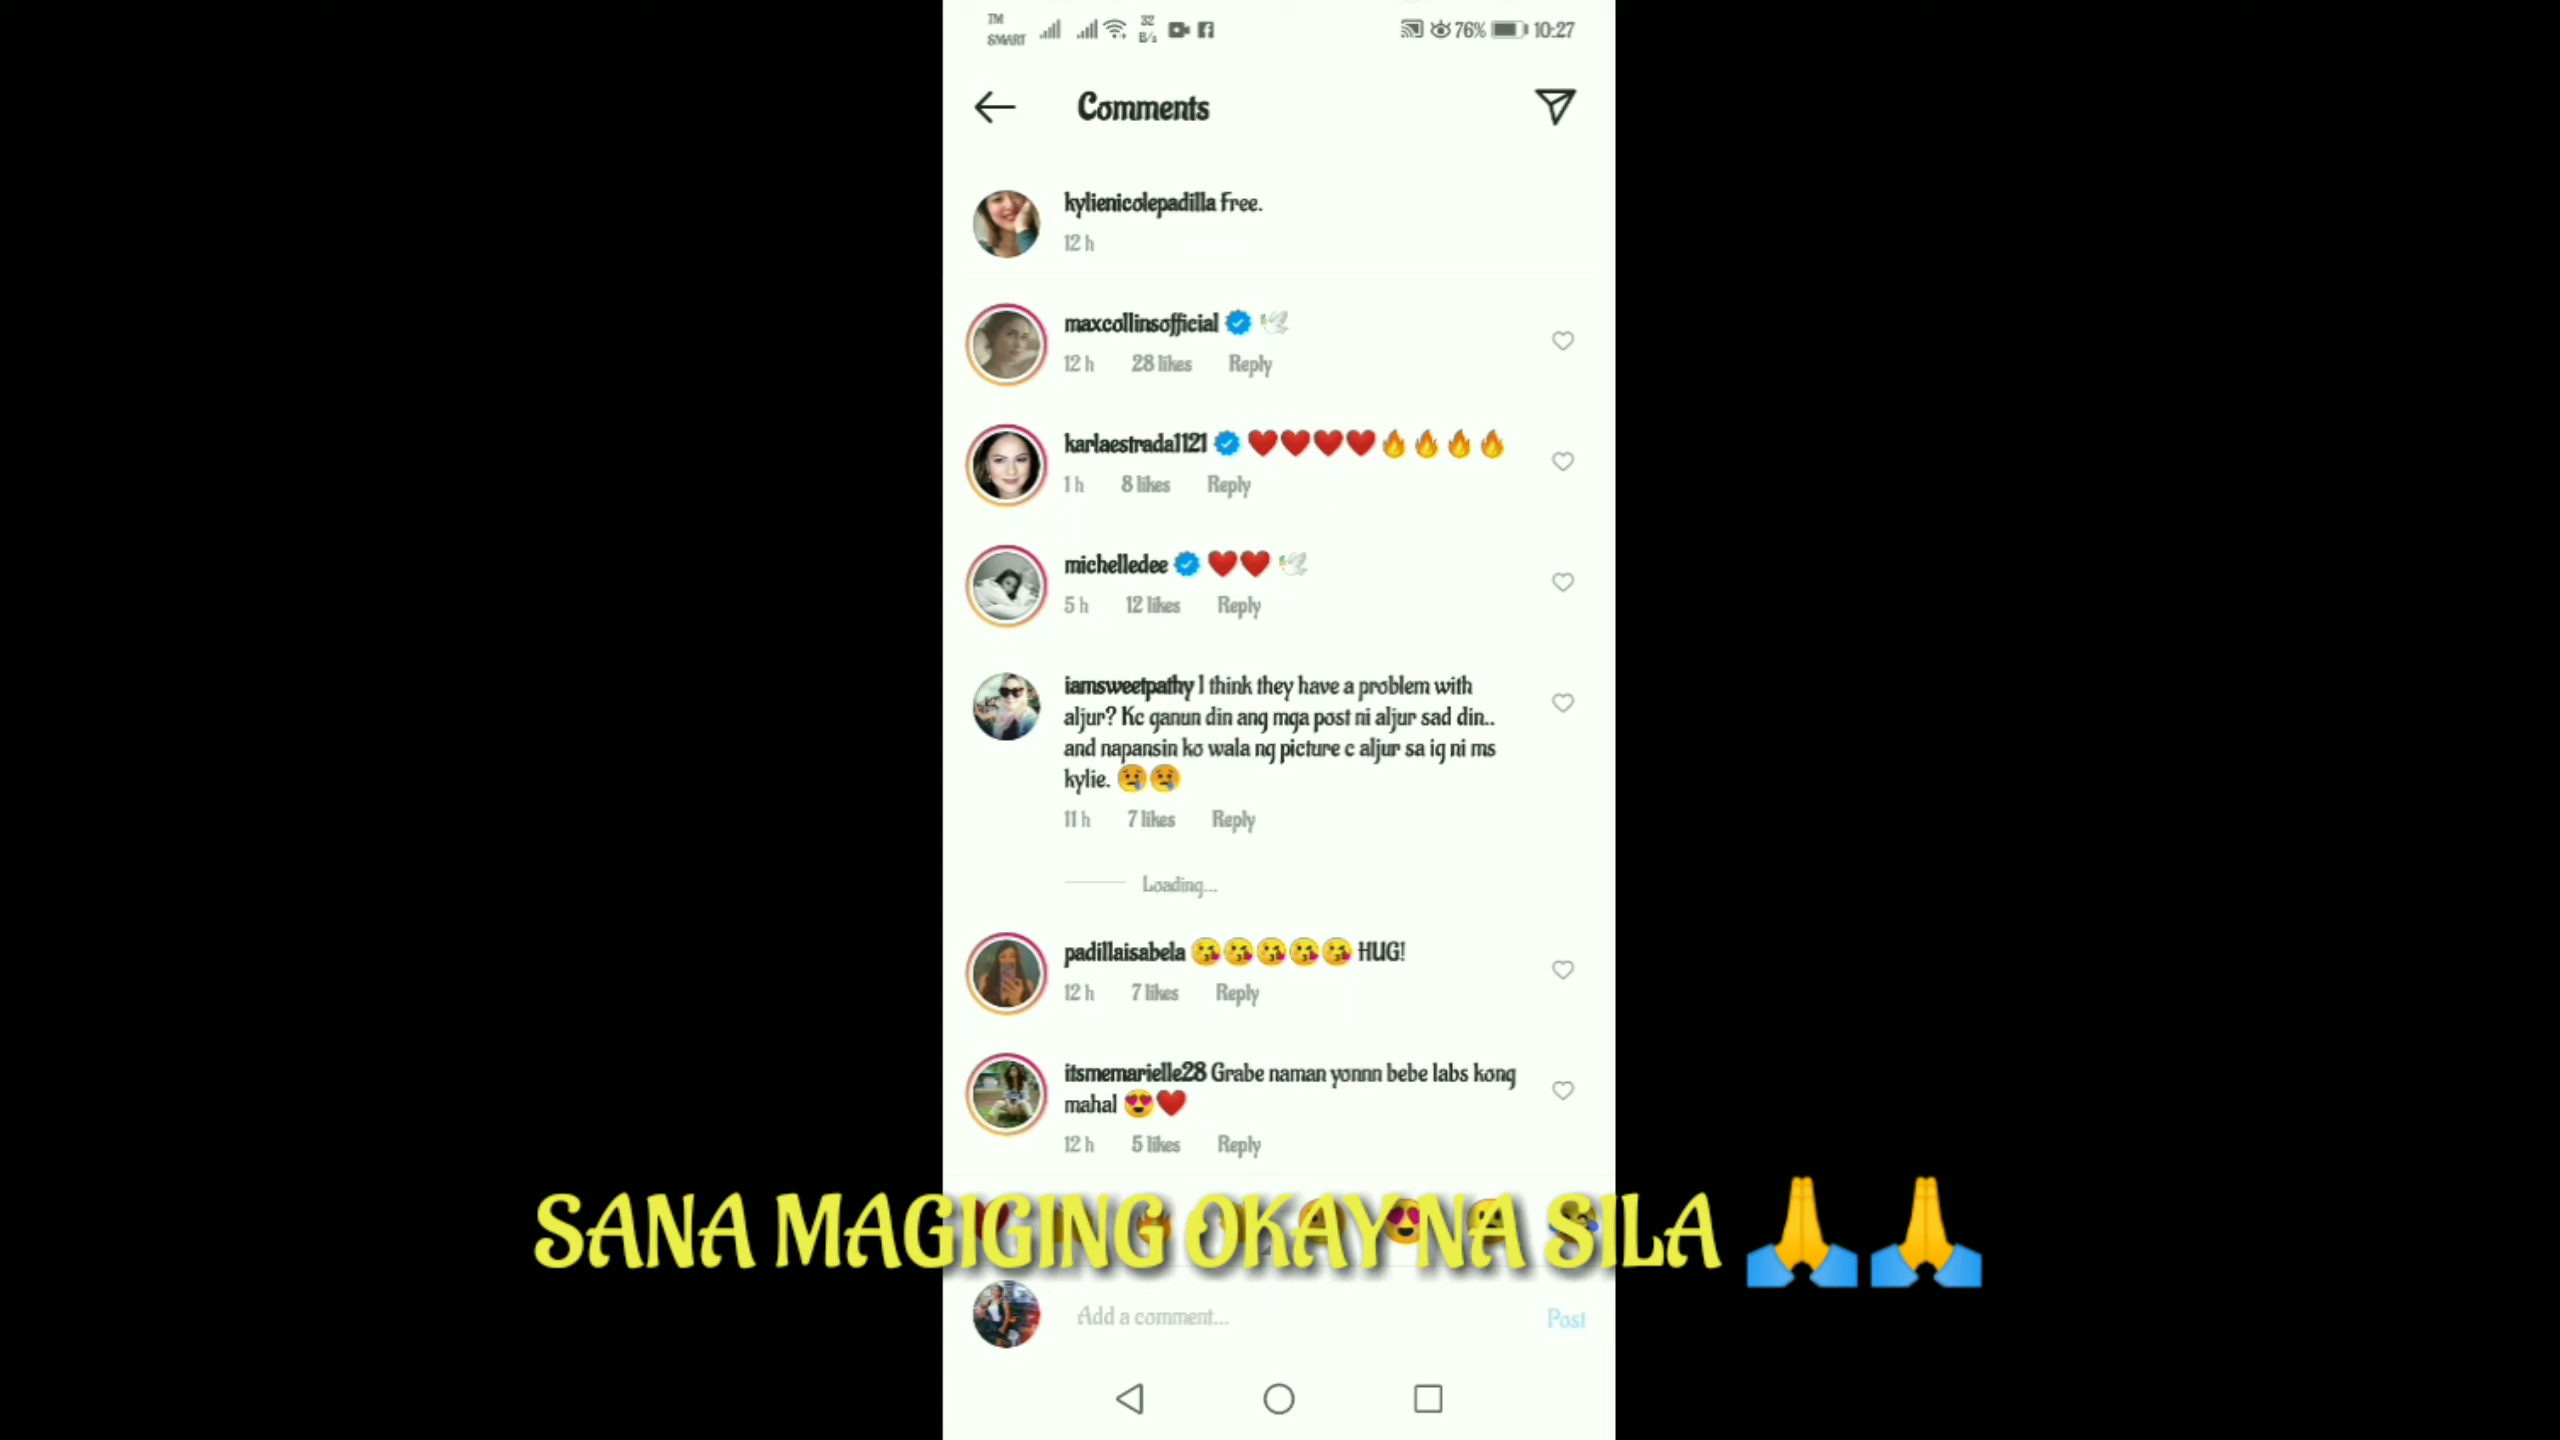 TM
SMART
32
B/s
76%
10:27
Comments
kylienicolepadilla Free.
12 h
maxcollinsofficial 🕊
12 h 28 likes Reply
karlaestrada1121 ❤️❤️❤️❤️🔥🔥🔥🔥
1 h 8 likes Reply
michelledee ❤️❤️🕊
5 h 12 likes Reply
iamsweetpathy I think they have a problem with
aljur? Kc ganun din ang mga post ni aljur sad din..
and napansin ko wala ng picture c aljur sa ig ni ms
kylie. 😢😢
11 h 7 likes Reply
Loading...
padillaisabela 😘😘😘😘😘 HUG!
12 h 7 likes Reply
itsmemarielle28 Grabe naman yonnn bebe labs kong
mahal 😍❤️
12 h 5 likes Reply
SANA MAGIGING OKAY NA SILA 🙏🙏
Add a comment...
Post